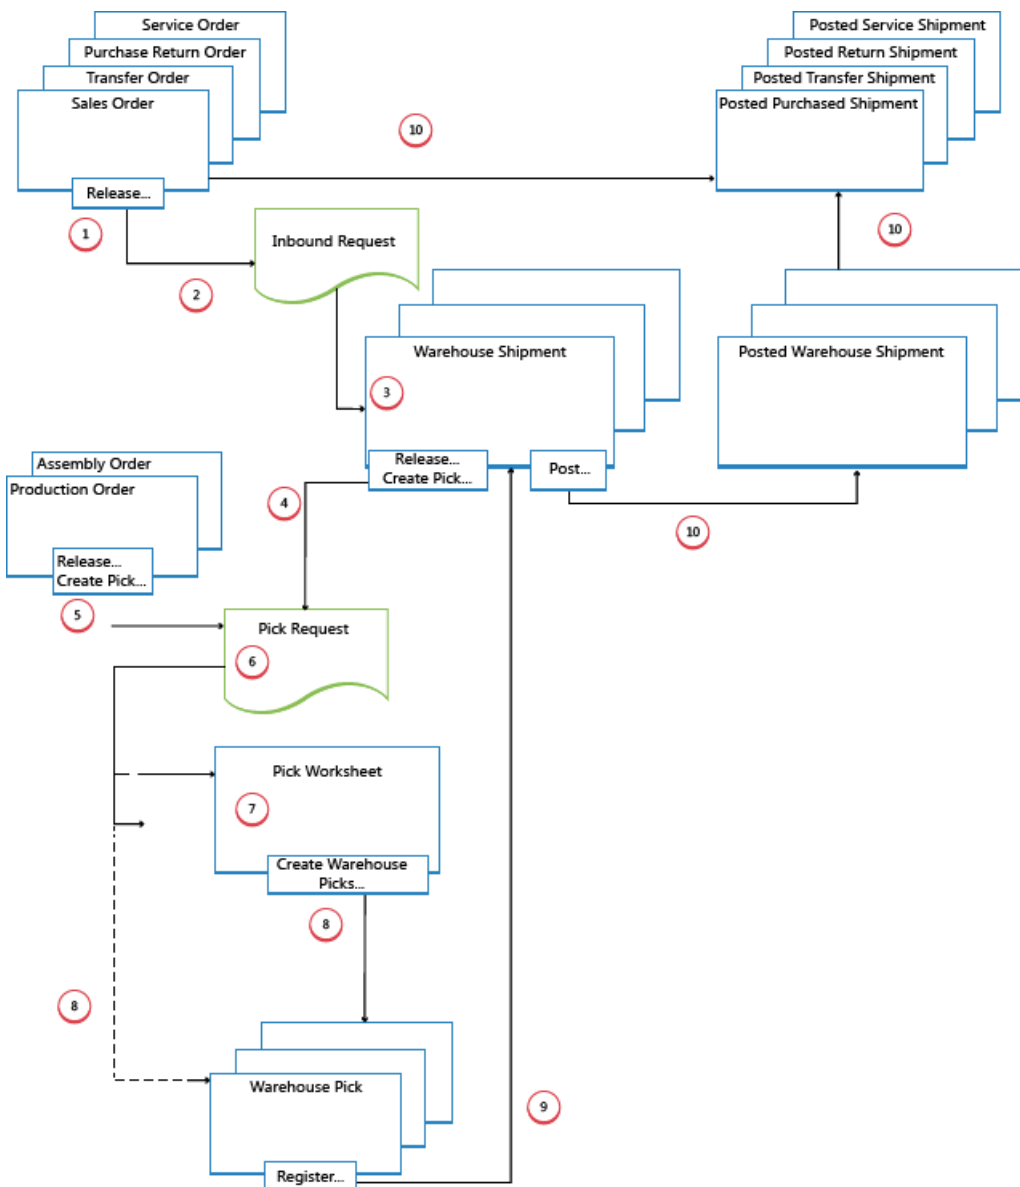 Service Order
Purchase Return Order
Transfer Order
Sales Order
Release...
Posted Service Shipment
Posted Return Shipment
Posted Transfer Shipment
Posted Purchased Shipment
10
1
2
Inbound Request
10
Warehouse Shipment
3
Release...
Create Pick...
Post...
Posted Warehouse Shipment
10
4
Assembly Order
Production Order
Release...
Create Pick...
5
Pick Request
6
Pick Worksheet
7
Create Warehouse
Picks...
8
8
Warehouse Pick
Register...
9